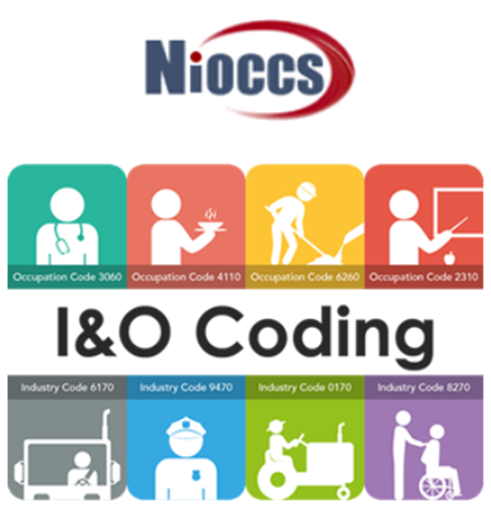 NIOCCS
Occupation Code 3060 Occupation Code 4110 Occupation Code 6260 Occupation Code 2310
I&O Coding
Industry Code 6170 Industry Code 9470 Industry Code 0170 Industry Code 8270